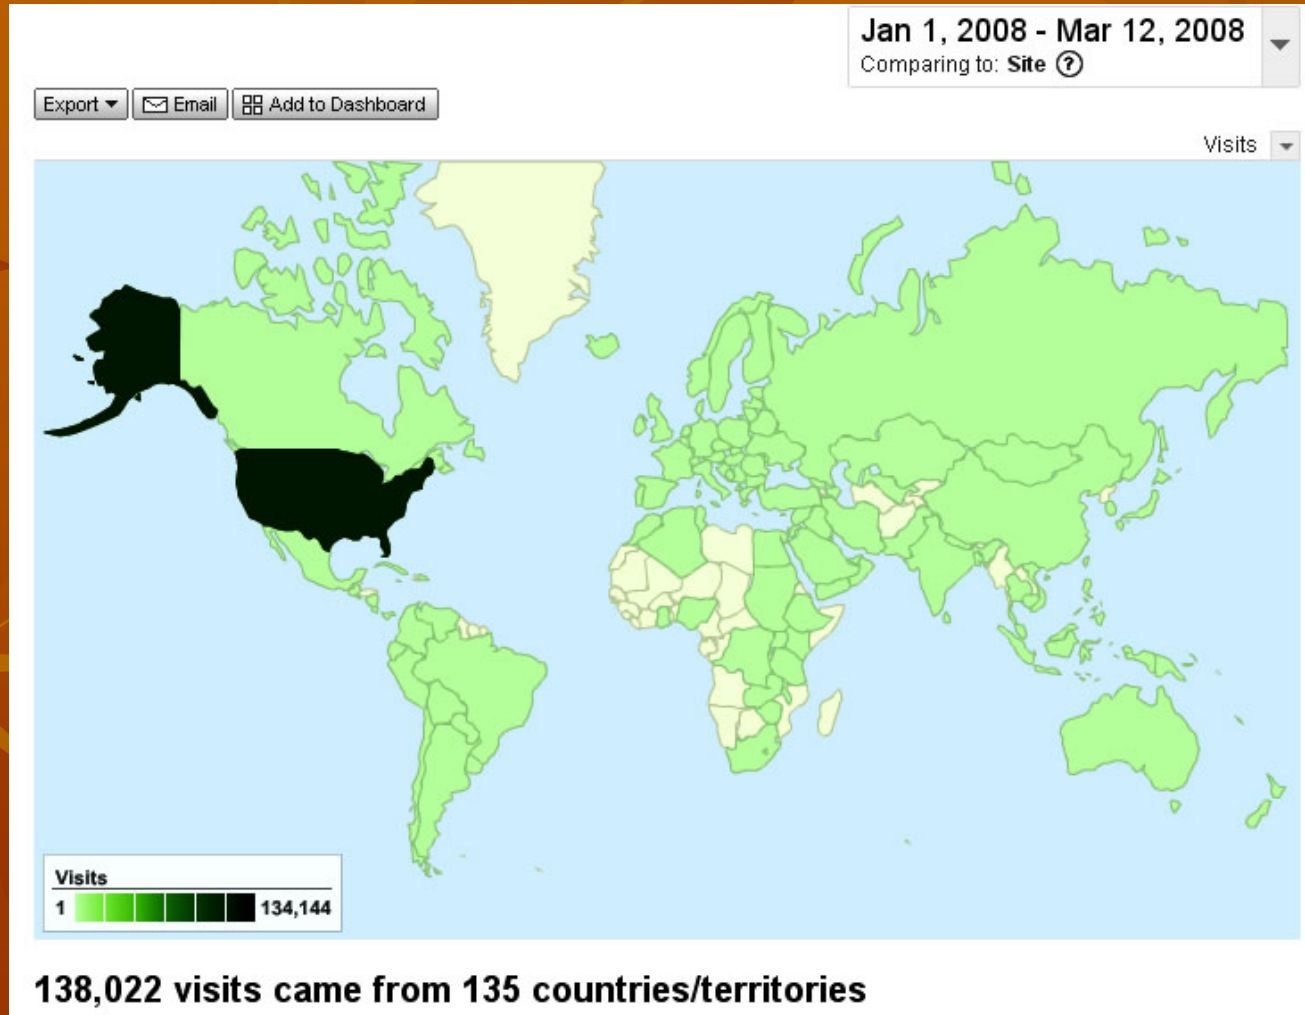 Jan 1, 2008 - Mar 12, 2008
Comparing to: Site ?
Export Email Add to Dashboard
Visits
Visits
1 134,144
138,022 visits came from 135 countries/territories